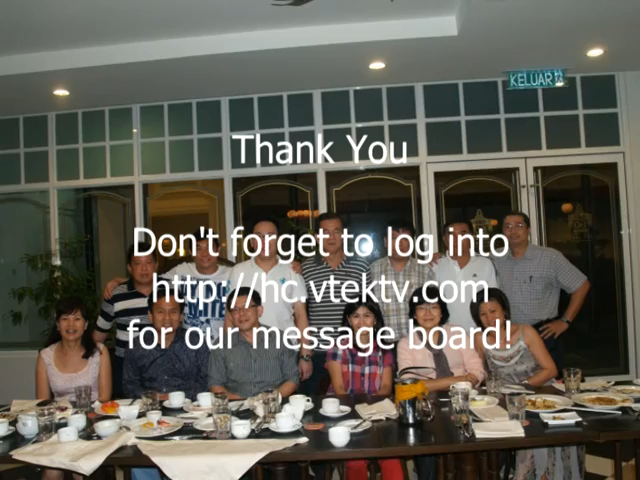 KELUAR
Thank You
Don't forget to log into
http://hc.vtektv.com
for our message board!